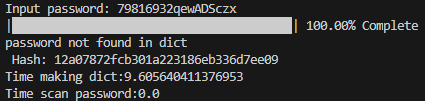 Input password: 79816932qewADSczx
|██████████████████████████████| 100.00% Complete
password not found in dict
 Hash: 12a07872fcb301a223186eb336d7ee09
Time making dict:9.605640411376953
Time scan password:0.0